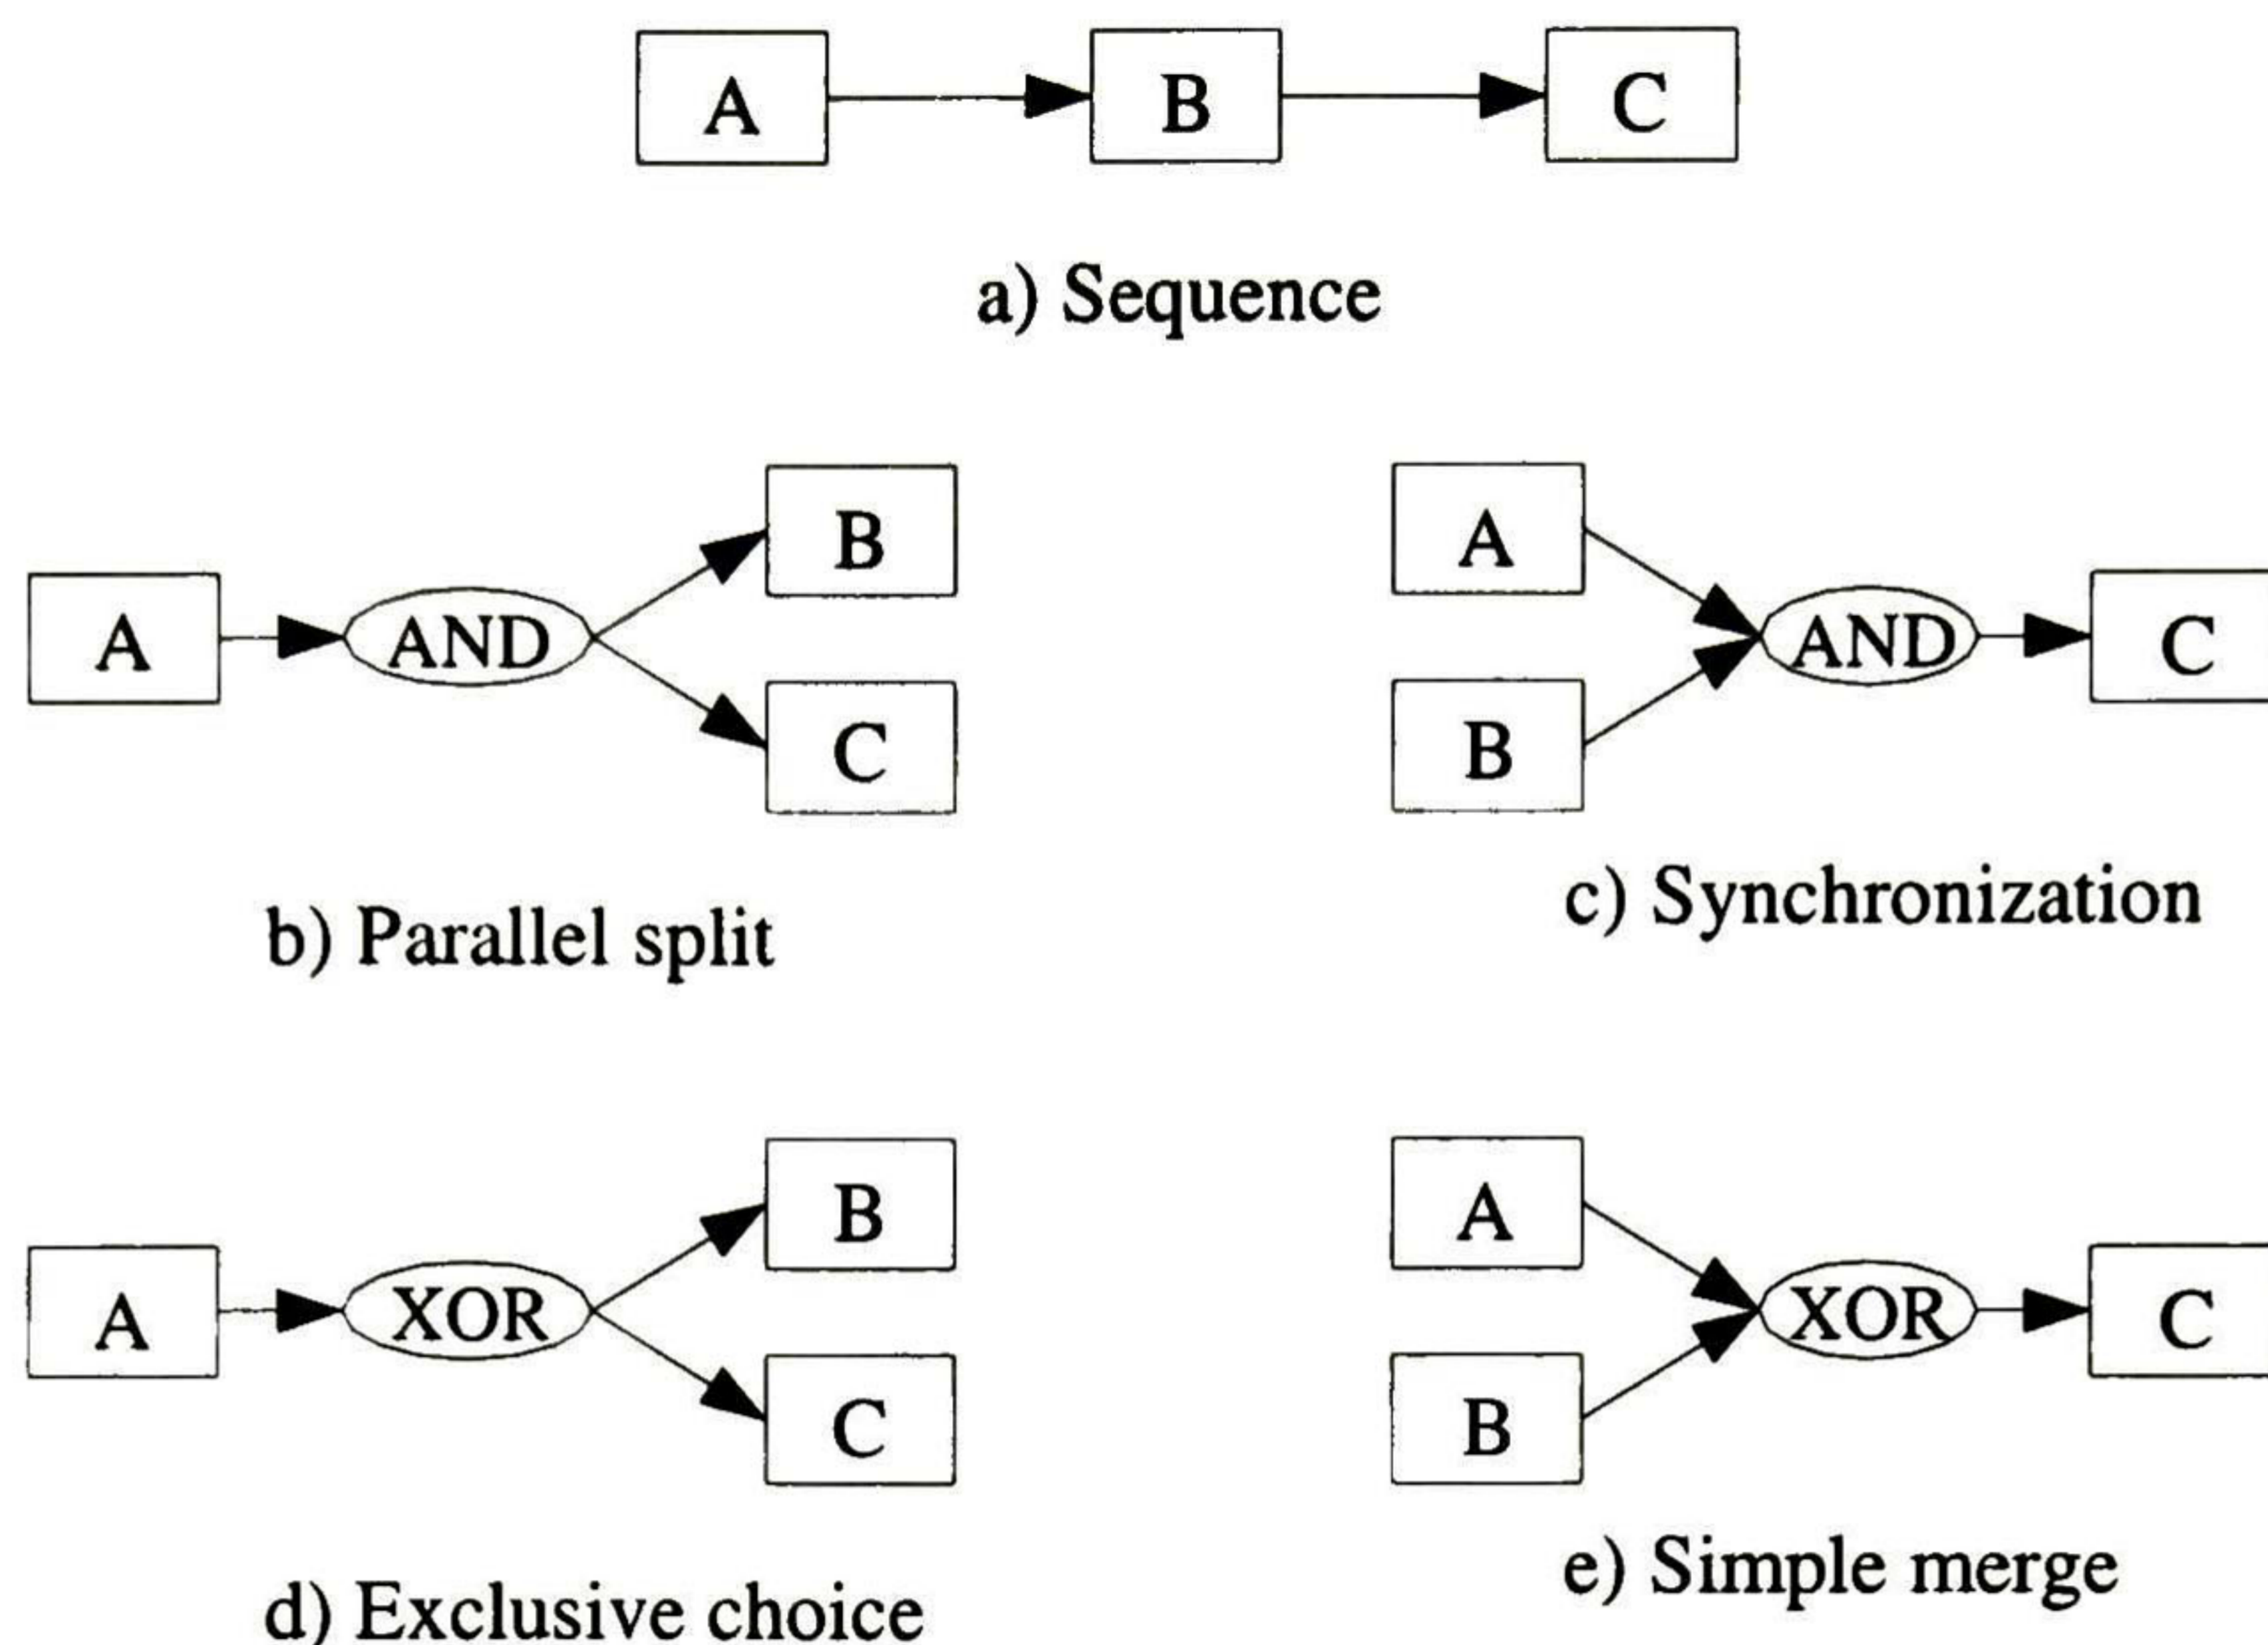 A B C
a) Sequence
B
A AND
C
A
AND C
B
b) Parallel split
c) Synchronization
B
A XOR
C
A
XOR C
B
d) Exclusive choice
e) Simple merge